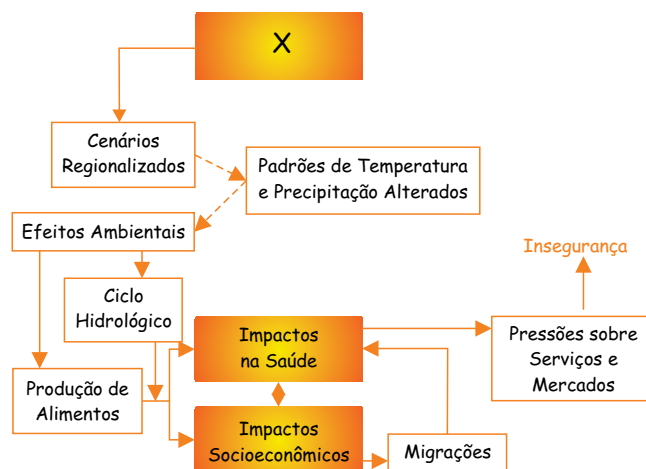 X
Cenários
Regionalizados
Padrões de Temperatura
e Precipitação Alterados
Efeitos Ambientais
Insegurança
Ciclo
Hidrológico
Impactos
na Saúde
Pressões sobre
Serviços e
Mercados
Produção de
Alimentos
Impactos
Socioeconômicos
Migrações